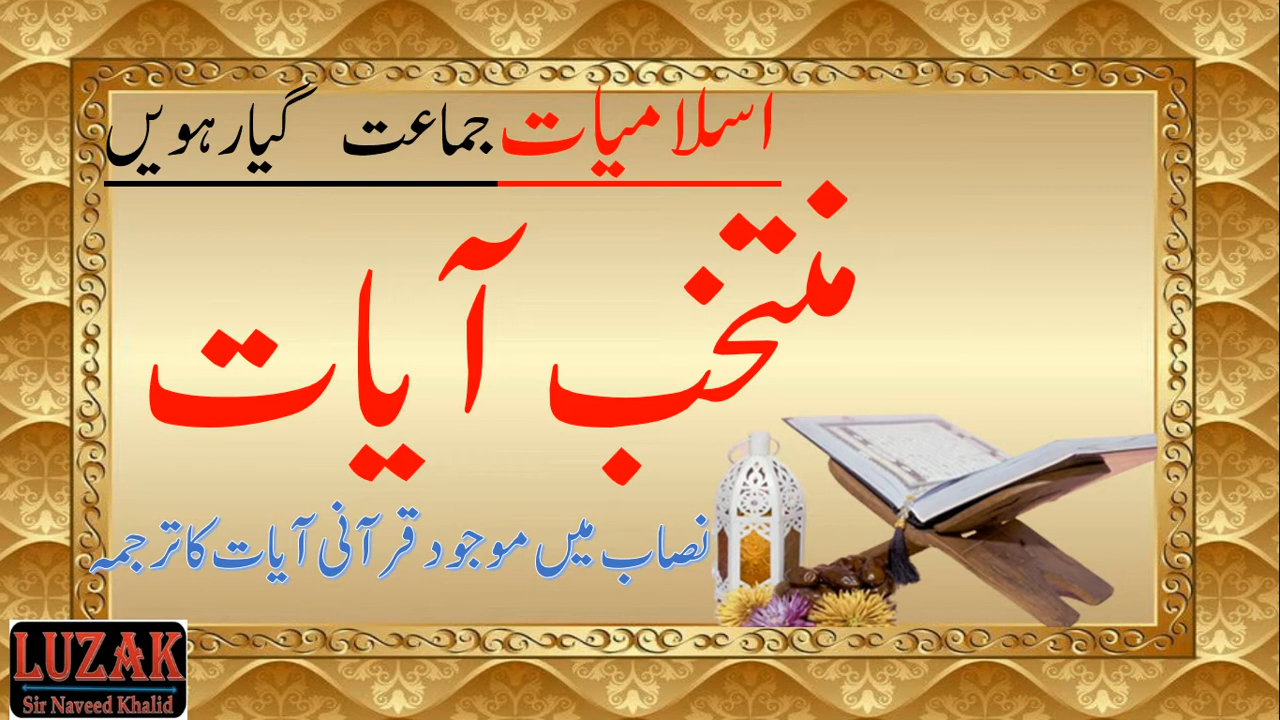 اسلامیات جماعت گیارہویں
منتخب آیات
نصاب میں موجود قرآنی آیات کا ترجمہ
LUZAK
Sir Naveed Khalid